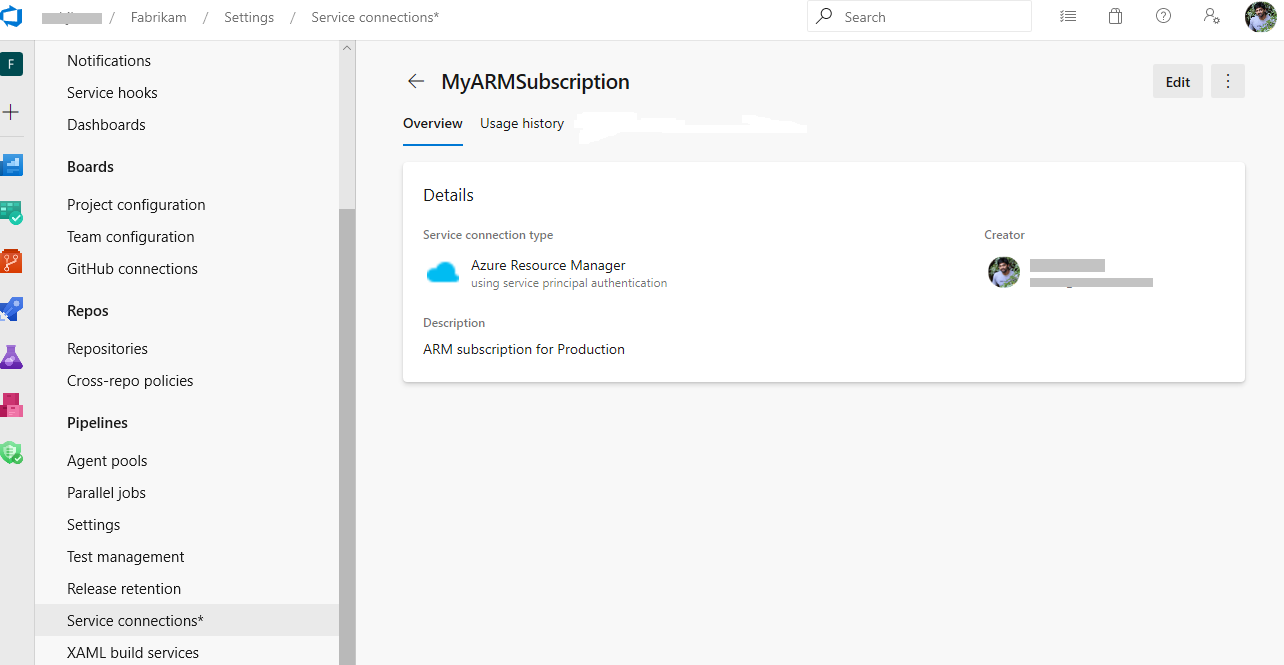 / Fabrikam / Settings / Service connections*
Search
F
Notifications
Service hooks
Dashboards
Boards
Project configuration
Team configuration
GitHub connections
Repos
Repositories
Cross-repo policies
Pipelines
Agent pools
Parallel jobs
Settings
Test management
Release retention
Service connections*
XAML build services
MyARMSubscription
Edit
Overview Usage history
Details
Service connection type
Azure Resource Manager
using service principal authentication
Creator
Description
ARM subscription for Production